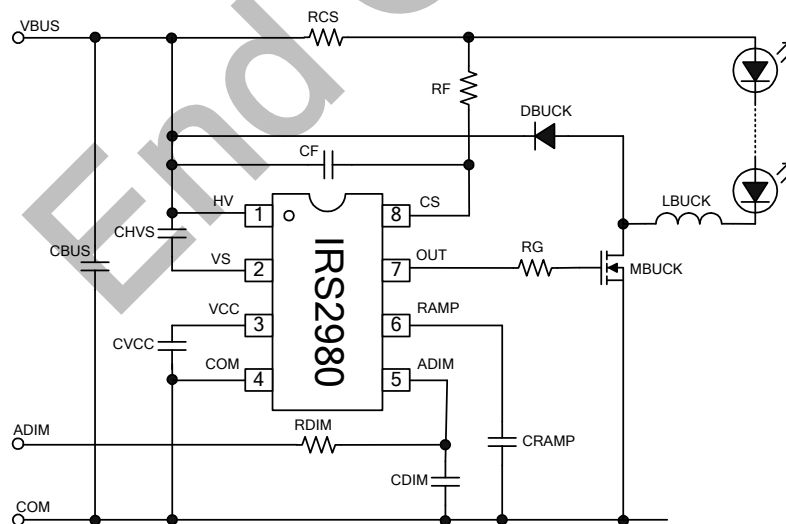 VBUS
RCS
RF
DBUCK
CF
HV
1
8
CS
LBUCK
CHVS
CBUS
VS
2
7
OUT
RG
MBUCK
IRS2980
VCC
3
6
RAMP
CVCC
COM
4
5
ADIM
ADIM
RDIM
CRAMP
CDIM
COM
End